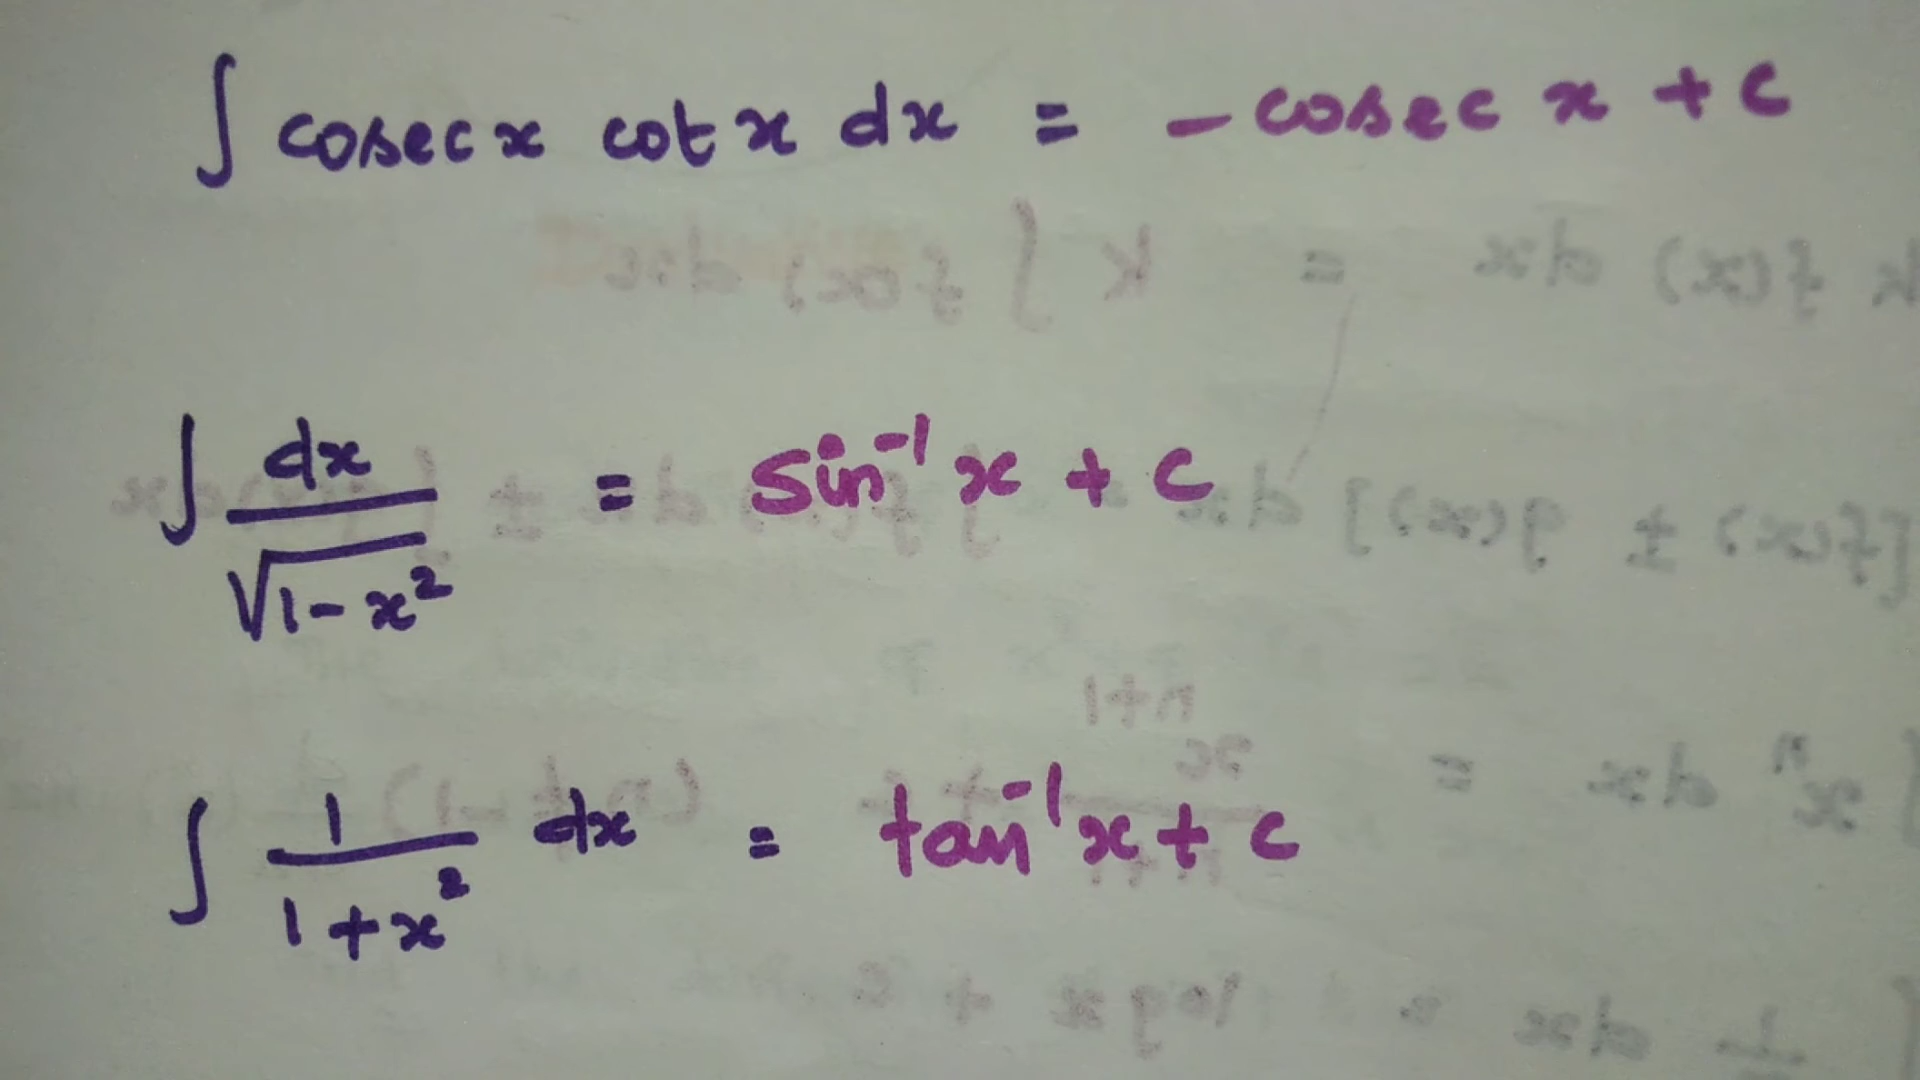 ∫ cosec x cot x dx = - cosec x + c
∫ dx / √(1 - x²) = sin⁻¹ x + c
∫ 1 / (1 + x²) dx = tan⁻¹ x + c